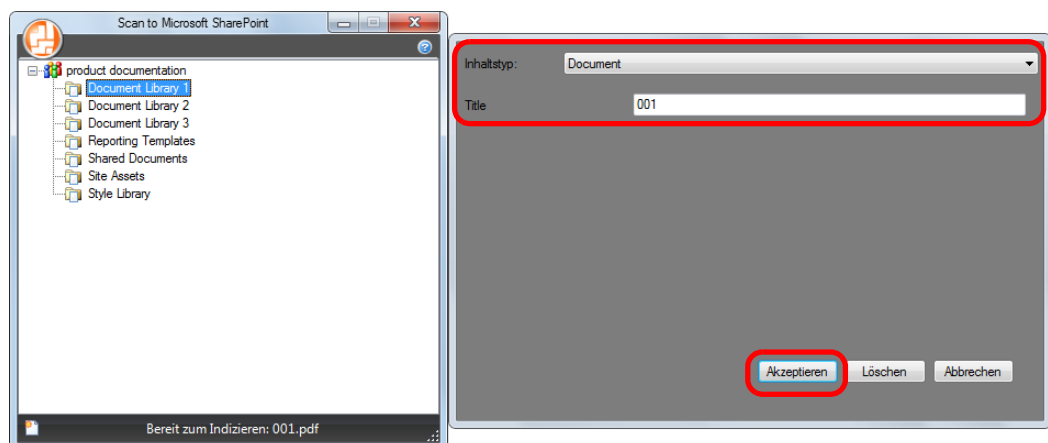 Scan to Microsoft SharePoint
product documentation
Document Library 1
Document Library 2
Document Library 3
Reporting Templates
Shared Documents
Site Assets
Style Library
Bereit zum Indizieren: 001.pdf
Inhaltstyp: Document
Title 001
Akzeptieren Löschen Abbrechen